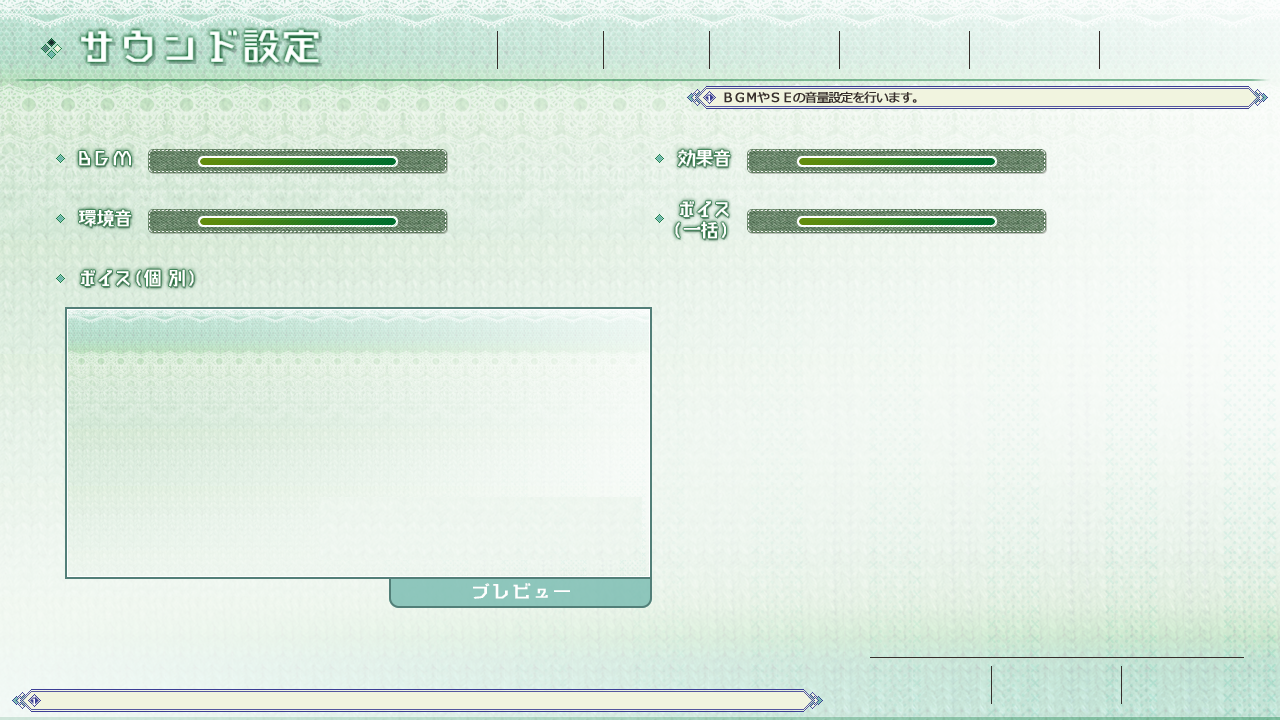 サウンド設定
ＢＧＭやＳＥの音量設定を行います。
BGM
効果音
環境音
ボイス
(一括)
ボイス(個別)
プレビュー